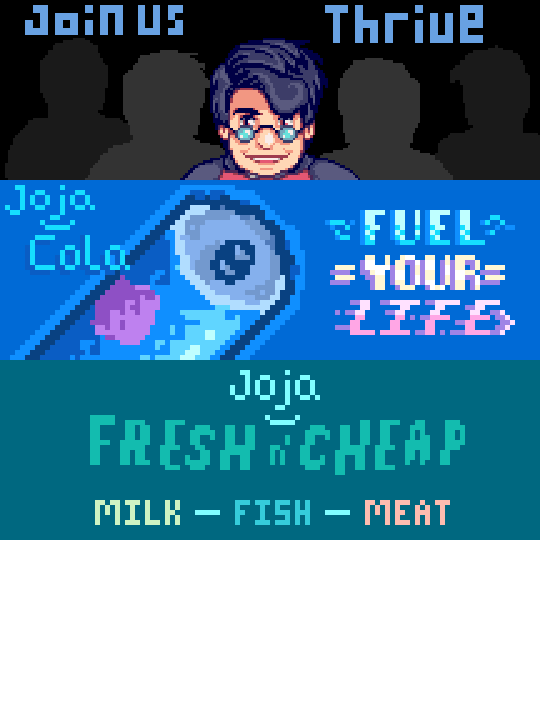 Join us Thrive
Joja
Cola
FUEL
YOUR
LIFE
Joja
FRESH n' CHEAP
MILK — FISH — MEAT